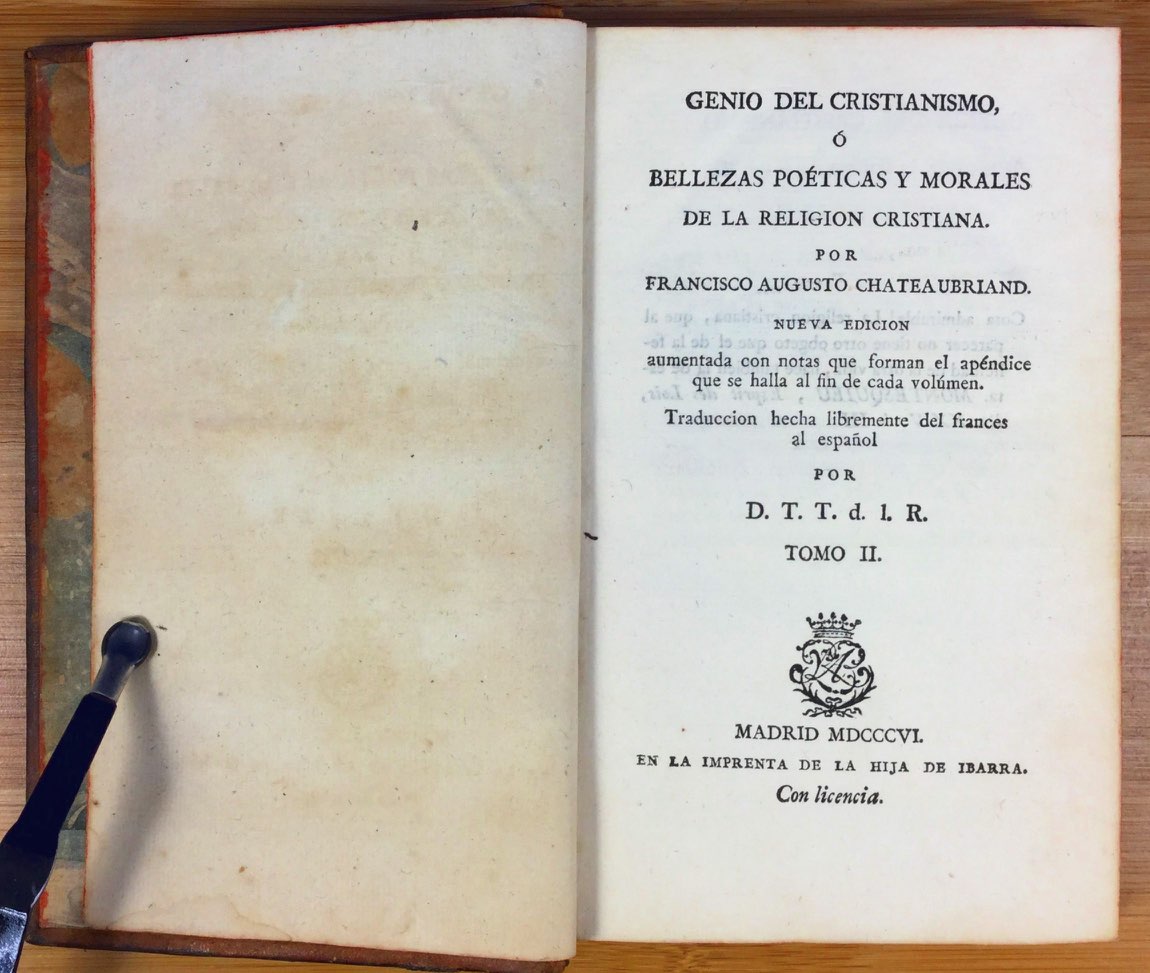 GENIO DEL CRISTIANISMO,
Ó
BELLEZAS POÉTICAS Y MORALES
DE LA RELIGION CRISTIANA.
POR
FRANCISCO AUGUSTO CHATEAUBRIAND.
NUEVA EDICION
aumentada con notas que forman el apéndice
que se halla al fin de cada volúmen.
Traduccion hecha libremente del frances
al español
POR
D. T. T. d. l. R.
TOMO II.
MADRID MDCCCVI.
EN LA IMPRENTA DE LA HIJA DE IBARRA.
Con licencia.